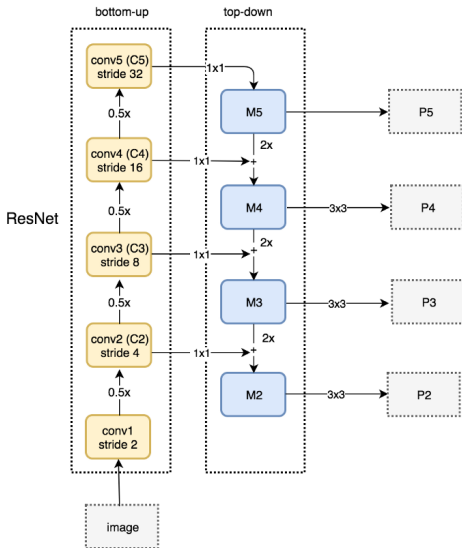 bottom-up
top-down
conv5 (C5)
stride 32
1x1
M5
P5
0.5x
2x
conv4 (C4)
stride 16
1x1
+
M4
3x3
P4
ResNet
0.5x
2x
conv3 (C3)
stride 8
1x1
+
M3
3x3
P3
0.5x
2x
conv2 (C2)
stride 4
1x1
+
M2
3x3
P2
0.5x
conv1
stride 2
image